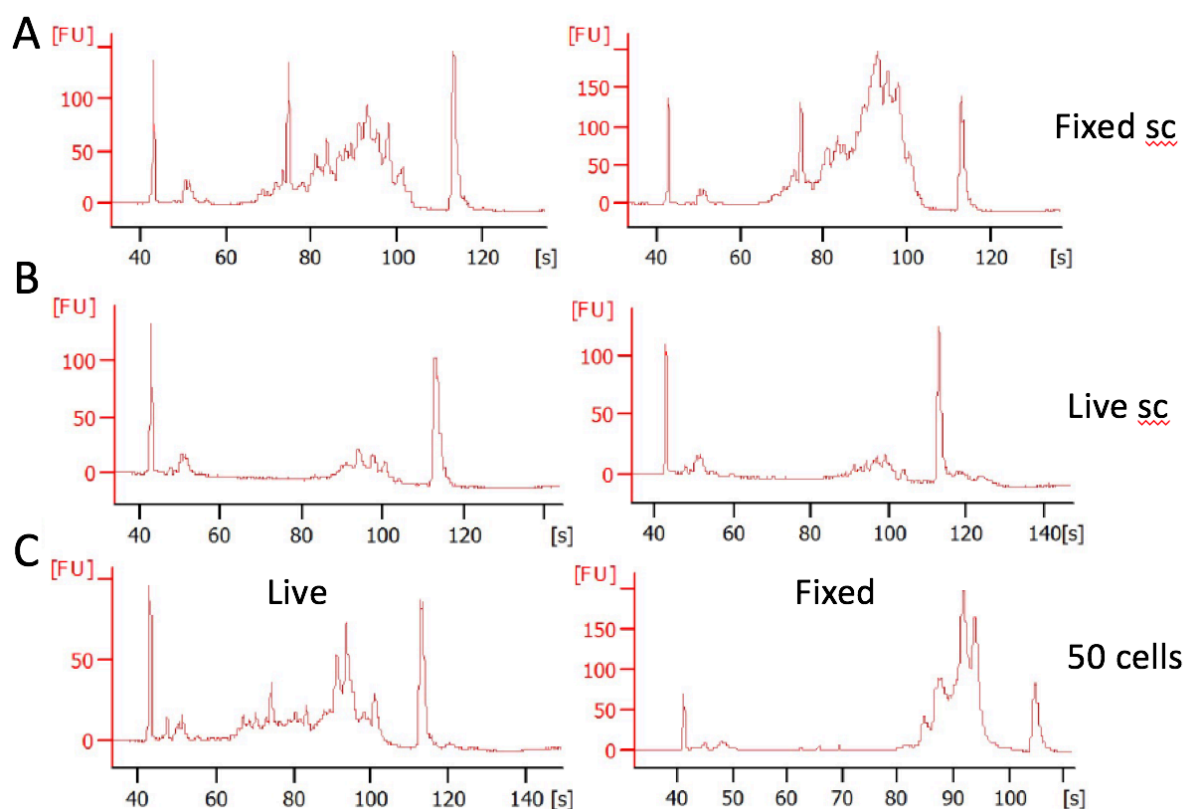 A
[FU]
100
50
0
40 60 80 100 120 [s]
[FU]
150
100
50
0
40 60 80 100 120 [s]
Fixed sc
B
[FU]
100
50
0
40 60 80 100 120 [s]
[FU]
100
50
0
40 60 80 100 120 140[s]
Live sc
C
[FU]
50
0
40 60 80 100 120 140 [s]
Live
[FU]
150
100
50
0
40 50 60 70 80 90 100 [s]
Fixed
50 cells